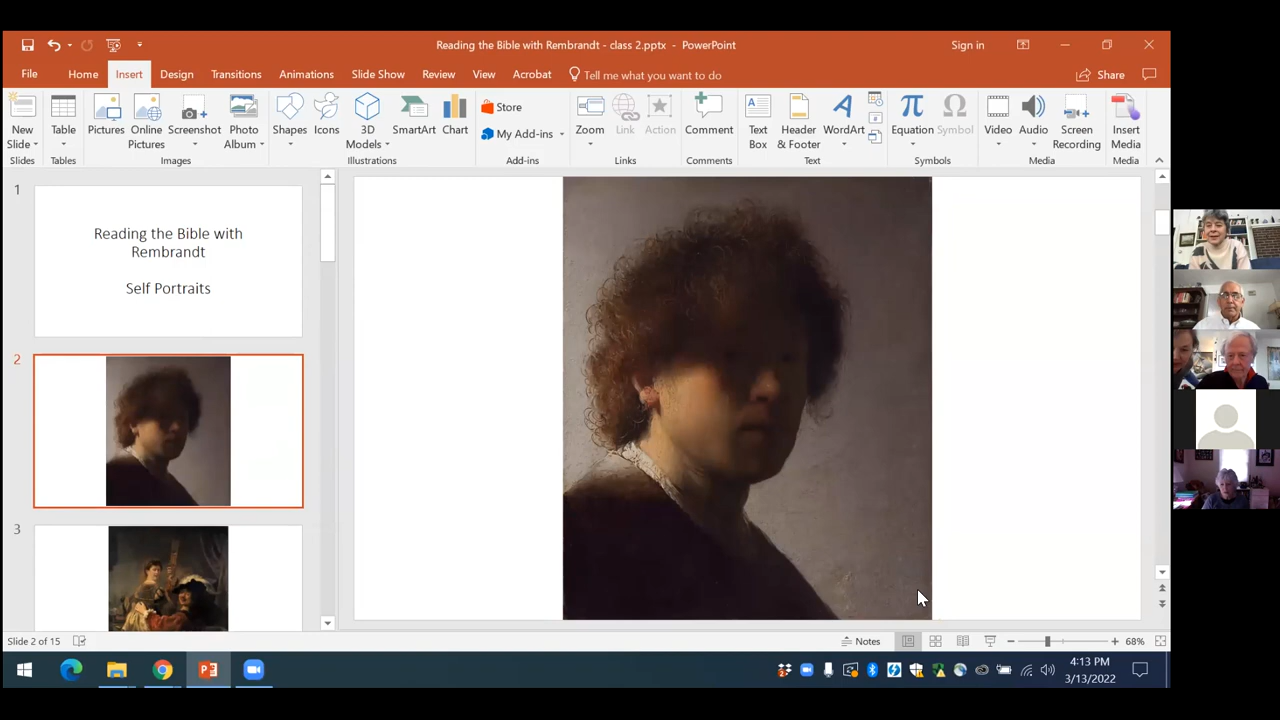 Reading the Bible with Rembrandt - class 2.pptx - PowerPoint
Sign in
File Home Insert Design Transitions Animations Slide Show Review View Acrobat Tell me what you want to do
Share
New Slide
Table
Pictures
Online Pictures
Screenshot
Photo Album
Shapes
Icons
3D Models
SmartArt
Chart
Store
My Add-ins
Zoom
Link
Action
Comment
Text Box
Header & Footer
WordArt
Equation
Symbol
Video
Audio
Screen Recording
Insert Media
Slides
Tables
Images
Illustrations
Add-ins
Links
Comments
Text
Symbols
Media
Media
1
Reading the Bible with
Rembrandt
Self Portraits
2
3
Slide 2 of 15
Notes
68%
4:13 PM
3/13/2022